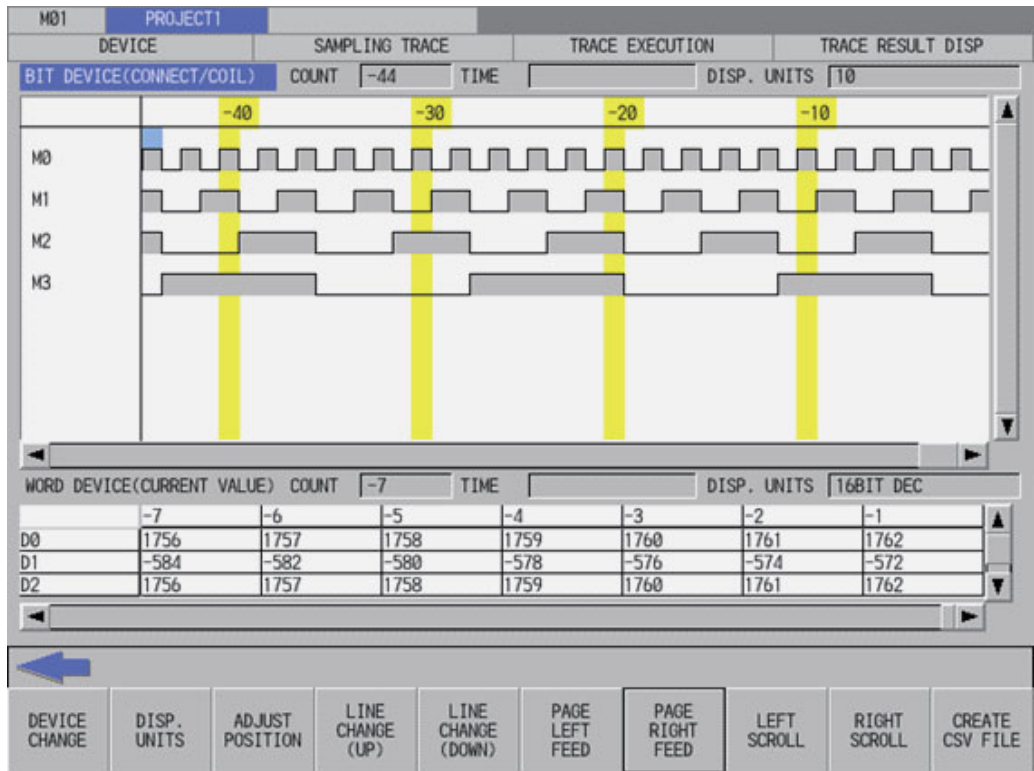 MØ1 PROJECT1
DEVICE SAMPLING TRACE TRACE EXECUTION TRACE RESULT DISP
BIT DEVICE(CONNECT/COIL) COUNT -44 TIME DISP. UNITS 10
-40 -30 -20 -10
MØ
M1
M2
M3
WORD DEVICE(CURRENT VALUE) COUNT -7 TIME DISP. UNITS 16BIT DEC
-7 -6 -5 -4 -3 -2 -1
DØ 1756 1757 1758 1759 1760 1761 1762
D1 -584 -582 -580 -578 -576 -574 -572
D2 1756 1757 1758 1759 1760 1761 1762
DEVICE CHANGE
DISP. UNITS
ADJUST POSITION
LINE CHANGE (UP)
LINE CHANGE (DOWN)
PAGE LEFT FEED
PAGE RIGHT FEED
LEFT SCROLL
RIGHT SCROLL
CREATE CSV FILE